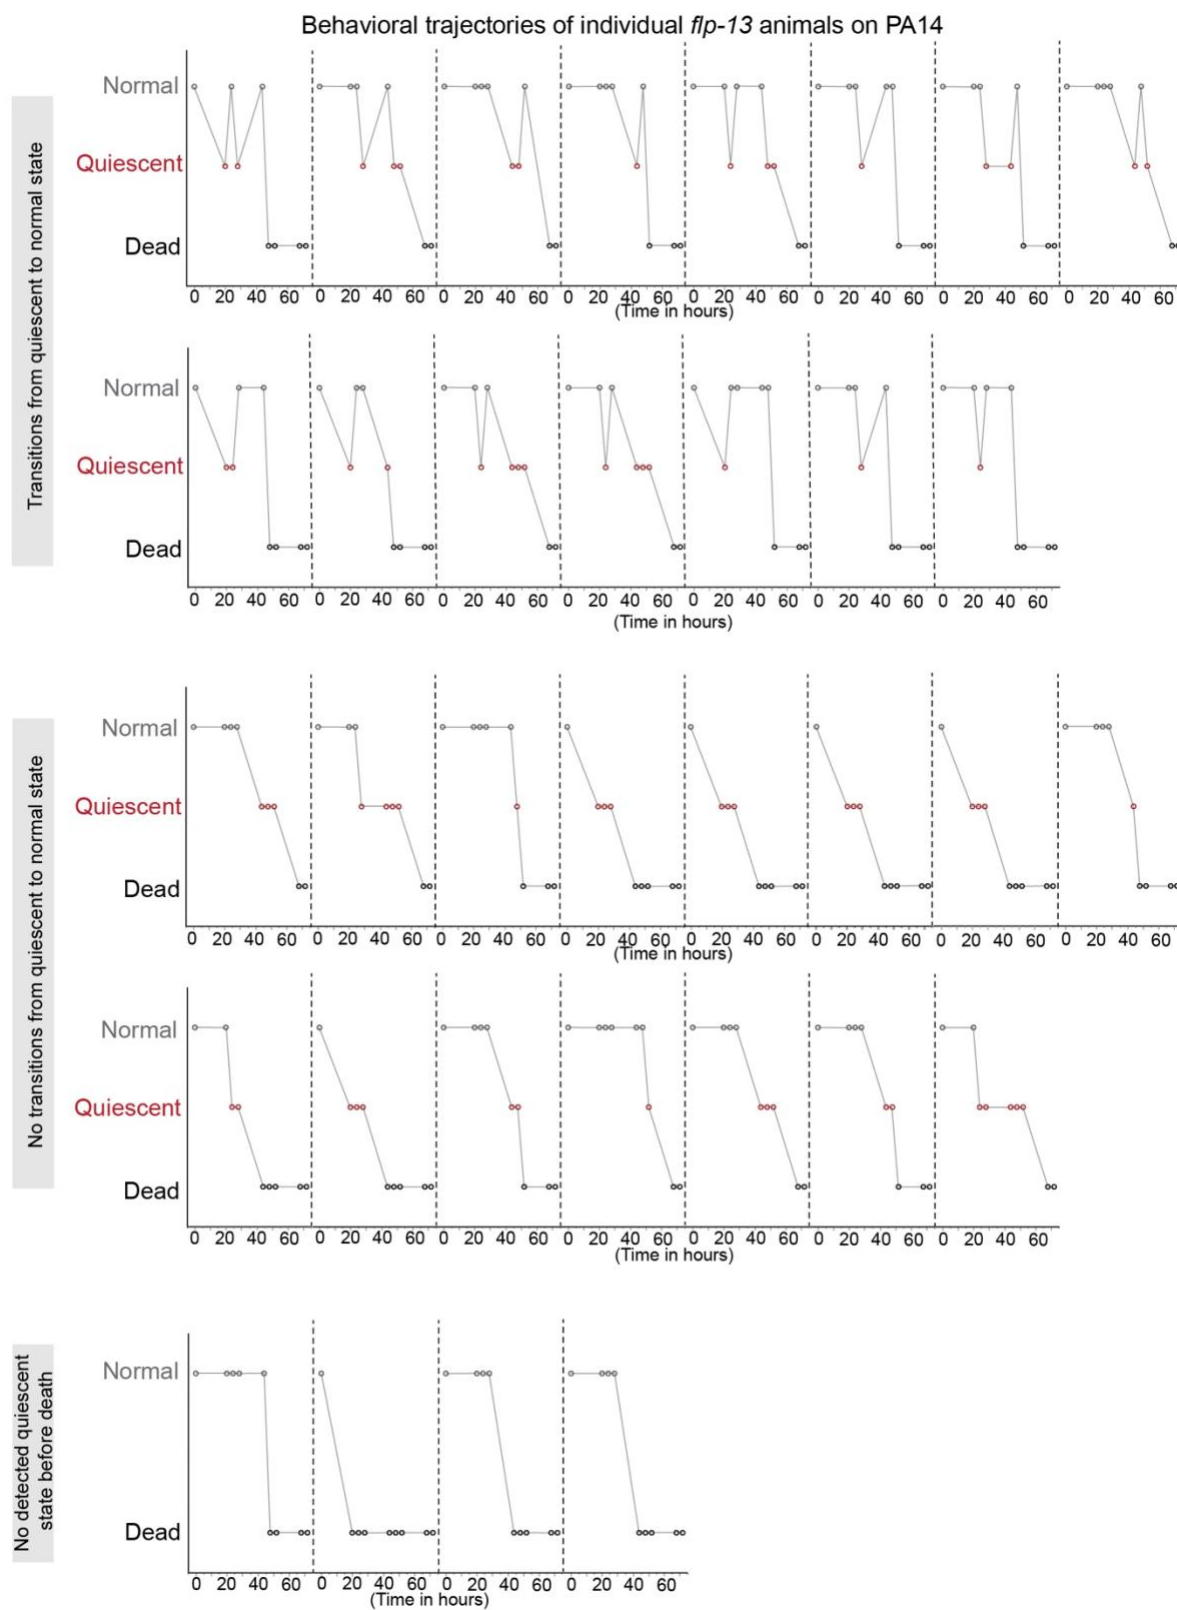 Behavioral trajectories of individual flp-13 animals on PA14
Transitions from quiescent to normal state
Normal
Quiescent
Dead
0 20 40 60 0 20 40 60 0 20 40 60 0 20 40 60 0 20 40 60 0 20 40 60 0 20 40 60 0 20 40 60
(Time in hours)
Normal
Quiescent
Dead
0 20 40 60 0 20 40 60 0 20 40 60 0 20 40 60 0 20 40 60 0 20 40 60 0 20 40 60
(Time in hours)
No transitions from quiescent to normal state
Normal
Quiescent
Dead
0 20 40 60 0 20 40 60 0 20 40 60 0 20 40 60 0 20 40 60 0 20 40 60 0 20 40 60 0 20 40 60
(Time in hours)
Normal
Quiescent
Dead
0 20 40 60 0 20 40 60 0 20 40 60 0 20 40 60 0 20 40 60 0 20 40 60 0 20 40 60
(Time in hours)
No detected quiescent
state before death
Normal
Dead
0 20 40 60 0 20 40 60 0 20 40 60 0 20 40 60
(Time in hours)